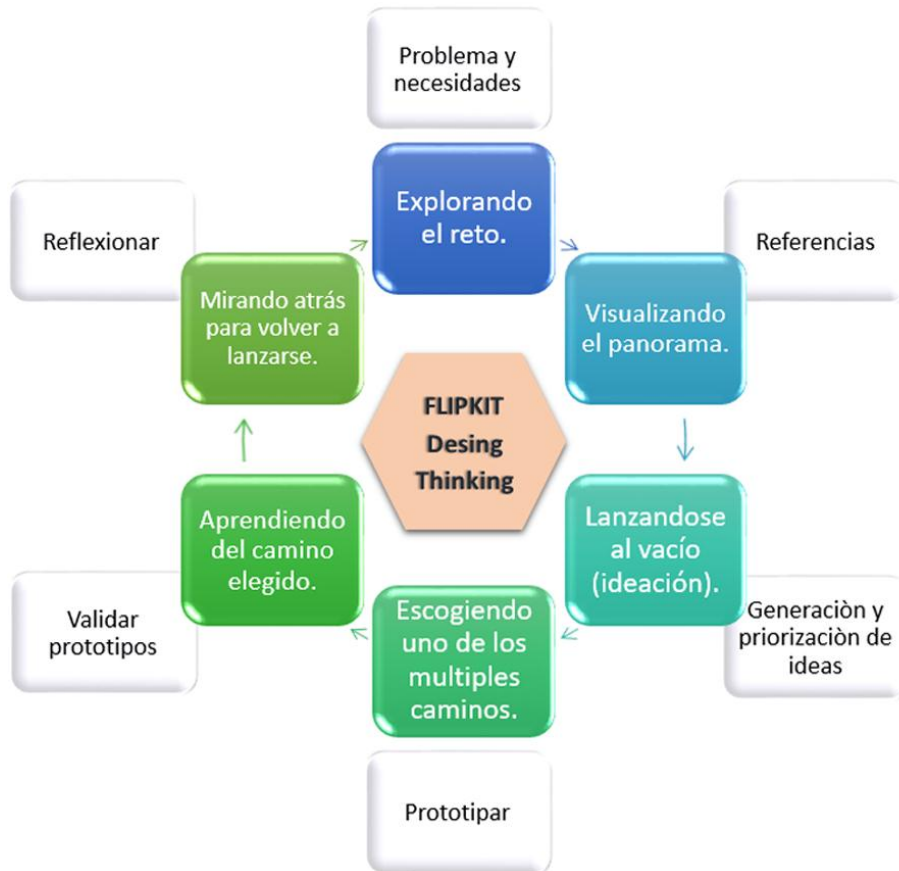 Problema y
necesidades
Explorando
el reto.
Referencias
Visualizando
el panorama.
Lanzandose
al vacío
(ideación).
Generaciòn y
priorizaciòn de
ideas
Escogiendo
uno de los
multiples
caminos.
Prototipar
Aprendiendo
del camino
elegido.
Validar
prototipos
Mirando atrás
para volver a
lanzarse.
Reflexionar
FLIPKIT
Desing
Thinking